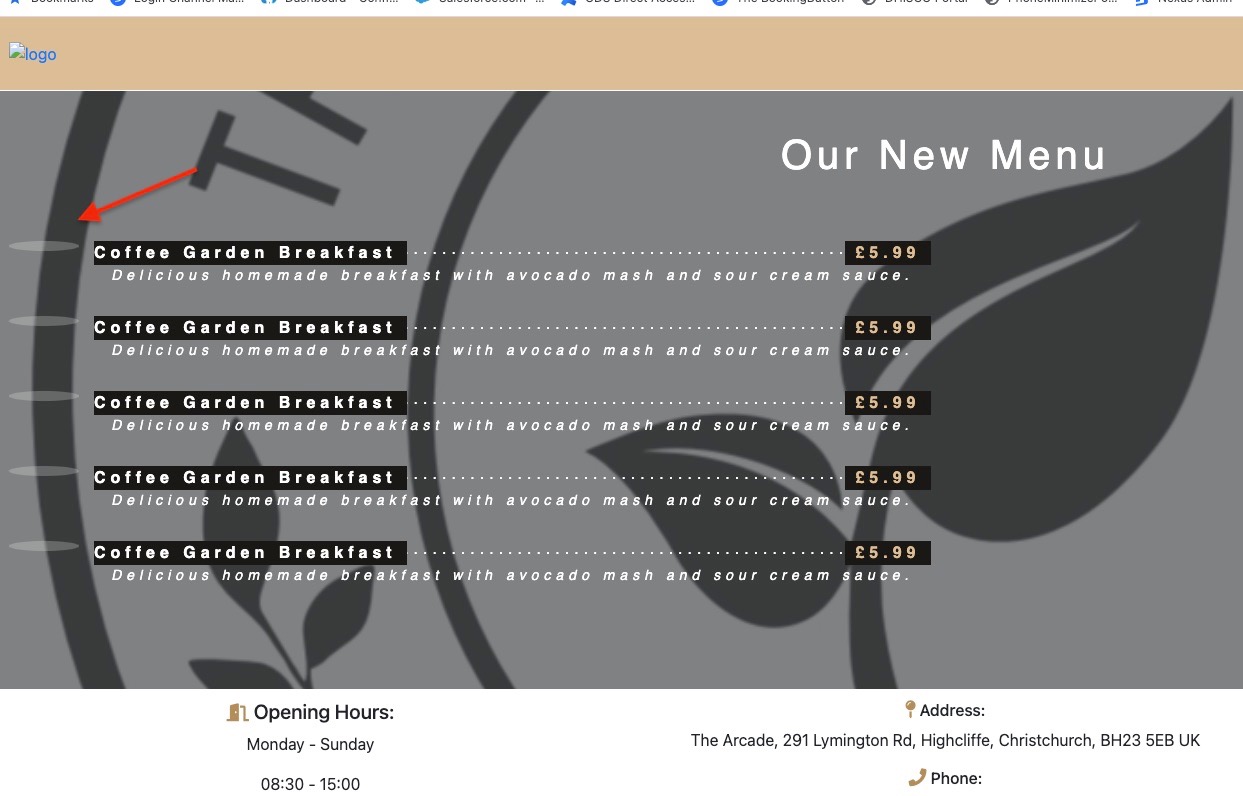 Bookmarks Login Channel Ma... Dashboard - Conn... Salesforce.com - ... CDS Direct Access... The BookingButton DHISCO Portal PhoneMinimizer o... Nexus Admin
logo
TH
Our New Menu
Coffee Garden Breakfast £5.99
Delicious homemade breakfast with avocado mash and sour cream sauce.
Coffee Garden Breakfast £5.99
Delicious homemade breakfast with avocado mash and sour cream sauce.
Coffee Garden Breakfast £5.99
Delicious homemade breakfast with avocado mash and sour cream sauce.
Coffee Garden Breakfast £5.99
Delicious homemade breakfast with avocado mash and sour cream sauce.
Coffee Garden Breakfast £5.99
Delicious homemade breakfast with avocado mash and sour cream sauce.
Opening Hours:
Monday - Sunday
08:30 - 15:00
Address:
The Arcade, 291 Lymington Rd, Highcliffe, Christchurch, BH23 5EB UK
Phone: